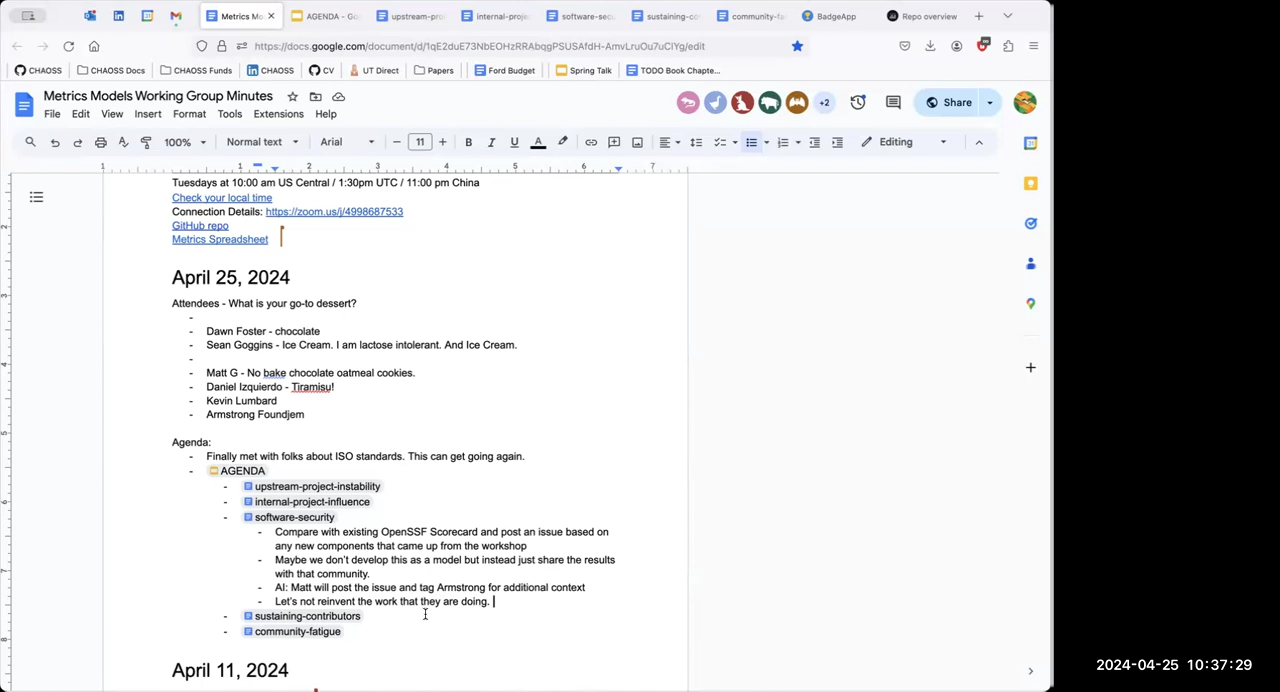 Metrics Mo
AGENDA - Go
upstream-pro
internal-proje
software-secu
sustaining-co
community-fa
BadgeApp
Repo overview
https://docs.google.com/document/d/1qE2duE73NbEOHzRRAbqgPSUSAfdH-AmvLruOu7uClYg/edit
CHAOSS
CHAOSS Docs
CHAOSS Funds
CHAOSS
CV
UT Direct
Papers
Ford Budget
Spring Talk
TODO Book Chapte...
Metrics Models Working Group Minutes
File Edit View Insert Format Tools Extensions Help
+2
Share
100% Normal text Arial 11 Editing
1 1 2 3 4 5 6 7
Tuesdays at 10:00 am US Central / 1:30pm UTC / 11:00 pm China
Check your local time
Connection Details: https://zoom.us/j/4998687533
GitHub repo
Metrics Spreadsheet
April 25, 2024
Attendees - What is your go-to dessert?
-
- Dawn Foster - chocolate
- Sean Goggins - Ice Cream. I am lactose intolerant. And Ice Cream.
-
- Matt G - No bake chocolate oatmeal cookies.
- Daniel Izquierdo - Tiramisu!
- Kevin Lumbard
- Armstrong Foundjem
Agenda:
- Finally met with folks about ISO standards. This can get going again.
- AGENDA
- upstream-project-instability
- internal-project-influence
- software-security
- Compare with existing OpenSSF Scorecard and post an issue based on
any new components that came up from the workshop
- Maybe we don't develop this as a model but instead just share the results
with that community.
- AI: Matt will post the issue and tag Armstrong for additional context
- Let's not reinvent the work that they are doing.
- sustaining-contributors
- community-fatigue
April 11, 2024
2024-04-25 10:37:29